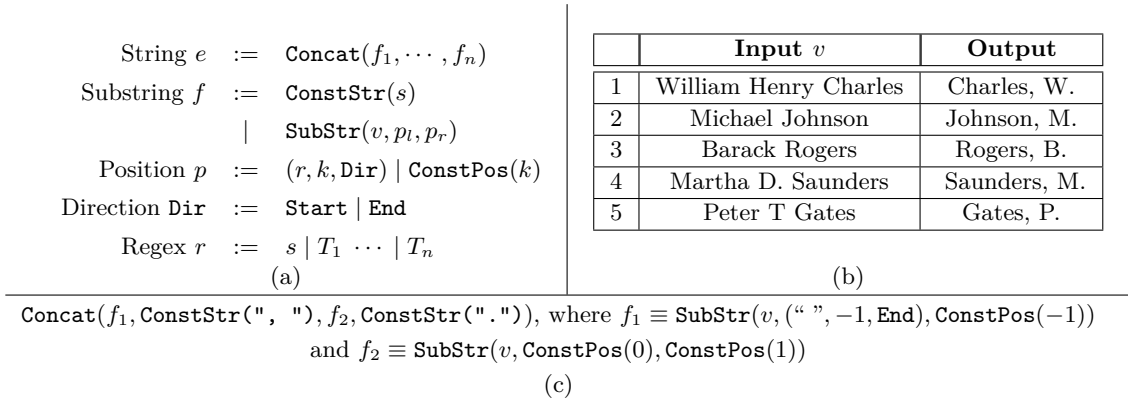 String e := Concat(f₁, ⋯ , fₙ)
Substring f := ConstStr(s)
| SubStr(v, pₗ, pᵣ)
Position p := (r, k, Dir) | ConstPos(k)
Direction Dir := Start | End
Regex r := s | T₁ ⋯ | Tₙ
(a)
Input v Output
1 William Henry Charles Charles, W.
2 Michael Johnson Johnson, M.
3 Barack Rogers Rogers, B.
4 Martha D. Saunders Saunders, M.
5 Peter T Gates Gates, P.
(b)
Concat(f₁, ConstStr(", "), f₂, ConstStr(".")), where f₁ ≡ SubStr(v, (“ ”, −1, End), ConstPos(−1))
and f₂ ≡ SubStr(v, ConstPos(0), ConstPos(1))
(c)